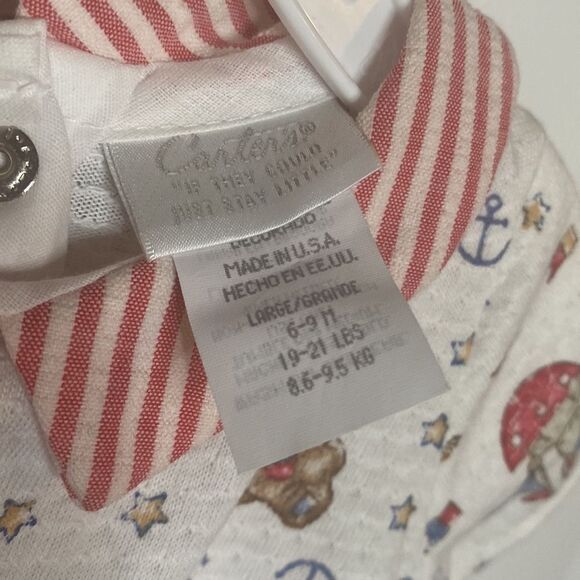 Carter's®
"IF THEY COULD
JUST STAY LITTLE"
DECORADO
MADE IN U.S.A.
HECHO EN EE.UU.
LARGE/GRANDE
6-9 M
19-21 LBS
8.6-9.5 KG